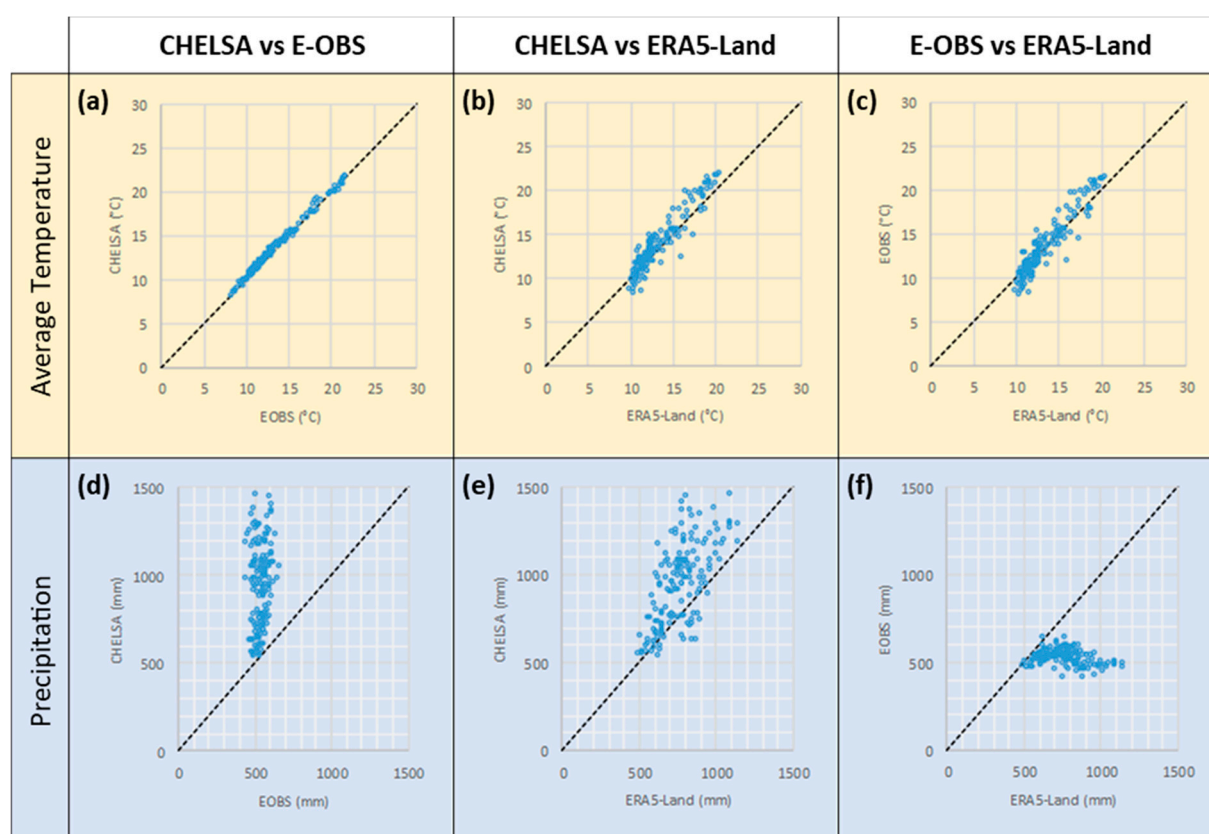 CHELSA vs E-OBS
CHELSA vs ERA5-Land
E-OBS vs ERA5-Land
Average Temperature
(a)
30
25
20
15
10
5
0
CHELSA (°C)
0 5 10 15 20 25 30
EOBS (°C)
(b)
30
25
20
15
10
5
0
CHELSA (°C)
0 5 10 15 20 25 30
ERA5-Land (°C)
(c)
30
25
20
15
10
5
0
EOBS (°C)
0 5 10 15 20 25 30
ERA5-Land (°C)
Precipitation
(d)
1500
1000
500
0
CHELSA (mm)
0 500 1000 1500
EOBS (mm)
(e)
1500
1000
500
0
CHELSA (mm)
0 500 1000 1500
ERA5-Land (mm)
(f)
1500
1000
500
0
EOBS (mm)
0 500 1000 1500
ERA5-Land (mm)